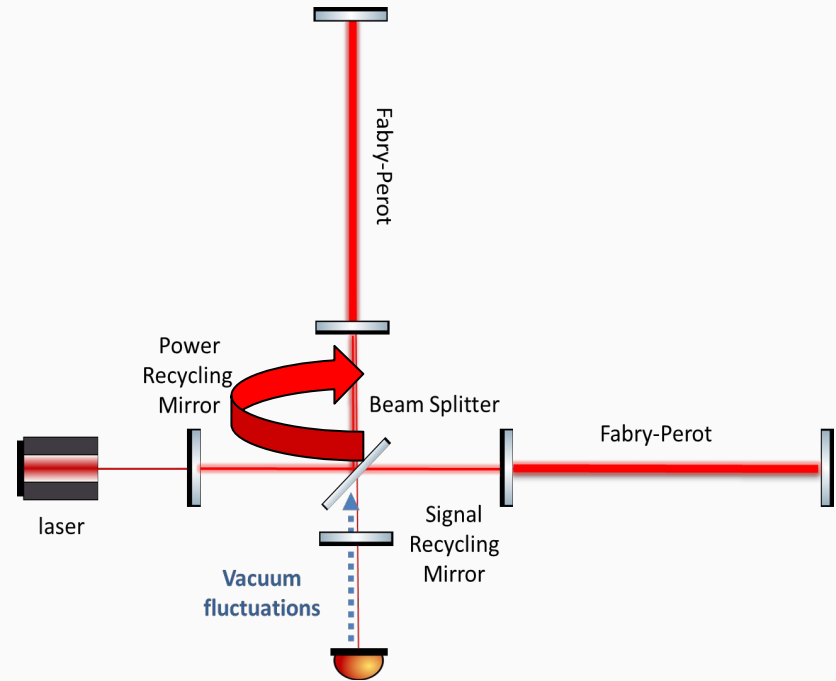 Fabry-Perot
Power
Recycling
Mirror
Beam Splitter
Fabry-Perot
laser
Signal
Recycling
Mirror
Vacuum
fluctuations